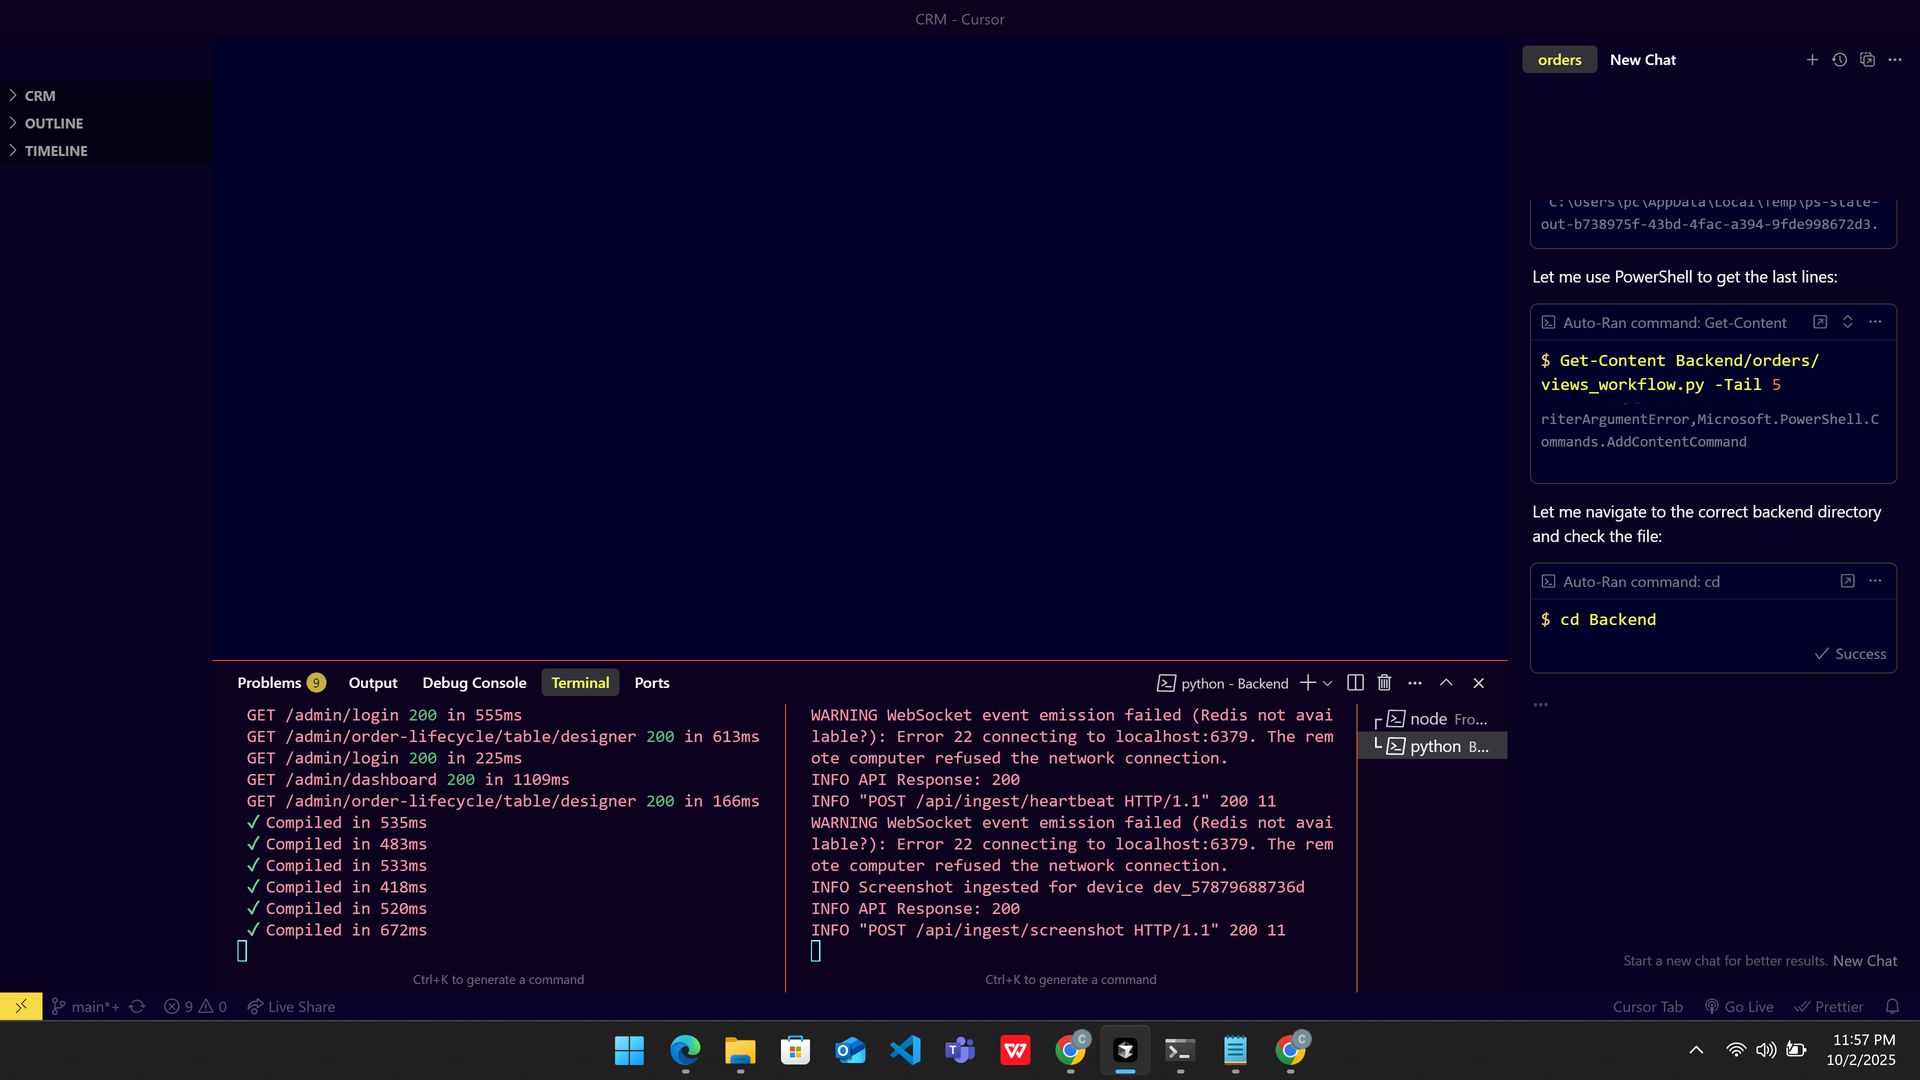 CRM - Cursor
CRM
OUTLINE
TIMELINE
orders New Chat
C:\Users\pc\AppData\Local\Temp\ps-state-
out-b738975f-43bd-4fac-a394-9fde998672d3.
Let me use PowerShell to get the last lines:
Auto-Ran command: Get-Content
$ Get-Content Backend/orders/
views_workflow.py -Tail 5
riterArgumentError,Microsoft.PowerShell.C
ommands.AddContentCommand
Let me navigate to the correct backend directory
and check the file:
Auto-Ran command: cd
$ cd Backend
Success
Start a new chat for better results. New Chat
Problems 9 Output Debug Console Terminal Ports
python - Backend
GET /admin/login 200 in 555ms
GET /admin/order-lifecycle/table/designer 200 in 613ms
GET /admin/login 200 in 225ms
GET /admin/dashboard 200 in 1109ms
GET /admin/order-lifecycle/table/designer 200 in 166ms
✓ Compiled in 535ms
✓ Compiled in 483ms
✓ Compiled in 533ms
✓ Compiled in 418ms
✓ Compiled in 520ms
✓ Compiled in 672ms
Ctrl+K to generate a command
WARNING WebSocket event emission failed (Redis not avai
lable?): Error 22 connecting to localhost:6379. The rem
ote computer refused the network connection.
INFO API Response: 200
INFO "POST /api/ingest/heartbeat HTTP/1.1" 200 11
WARNING WebSocket event emission failed (Redis not avai
lable?): Error 22 connecting to localhost:6379. The rem
ote computer refused the network connection.
INFO Screenshot ingested for device dev_57879688736d
INFO API Response: 200
INFO "POST /api/ingest/screenshot HTTP/1.1" 200 11
Ctrl+K to generate a command
node Fro...
python B...
main*+ 9 0 Live Share
Cursor Tab Go Live Prettier
11:57 PM
10/2/2025